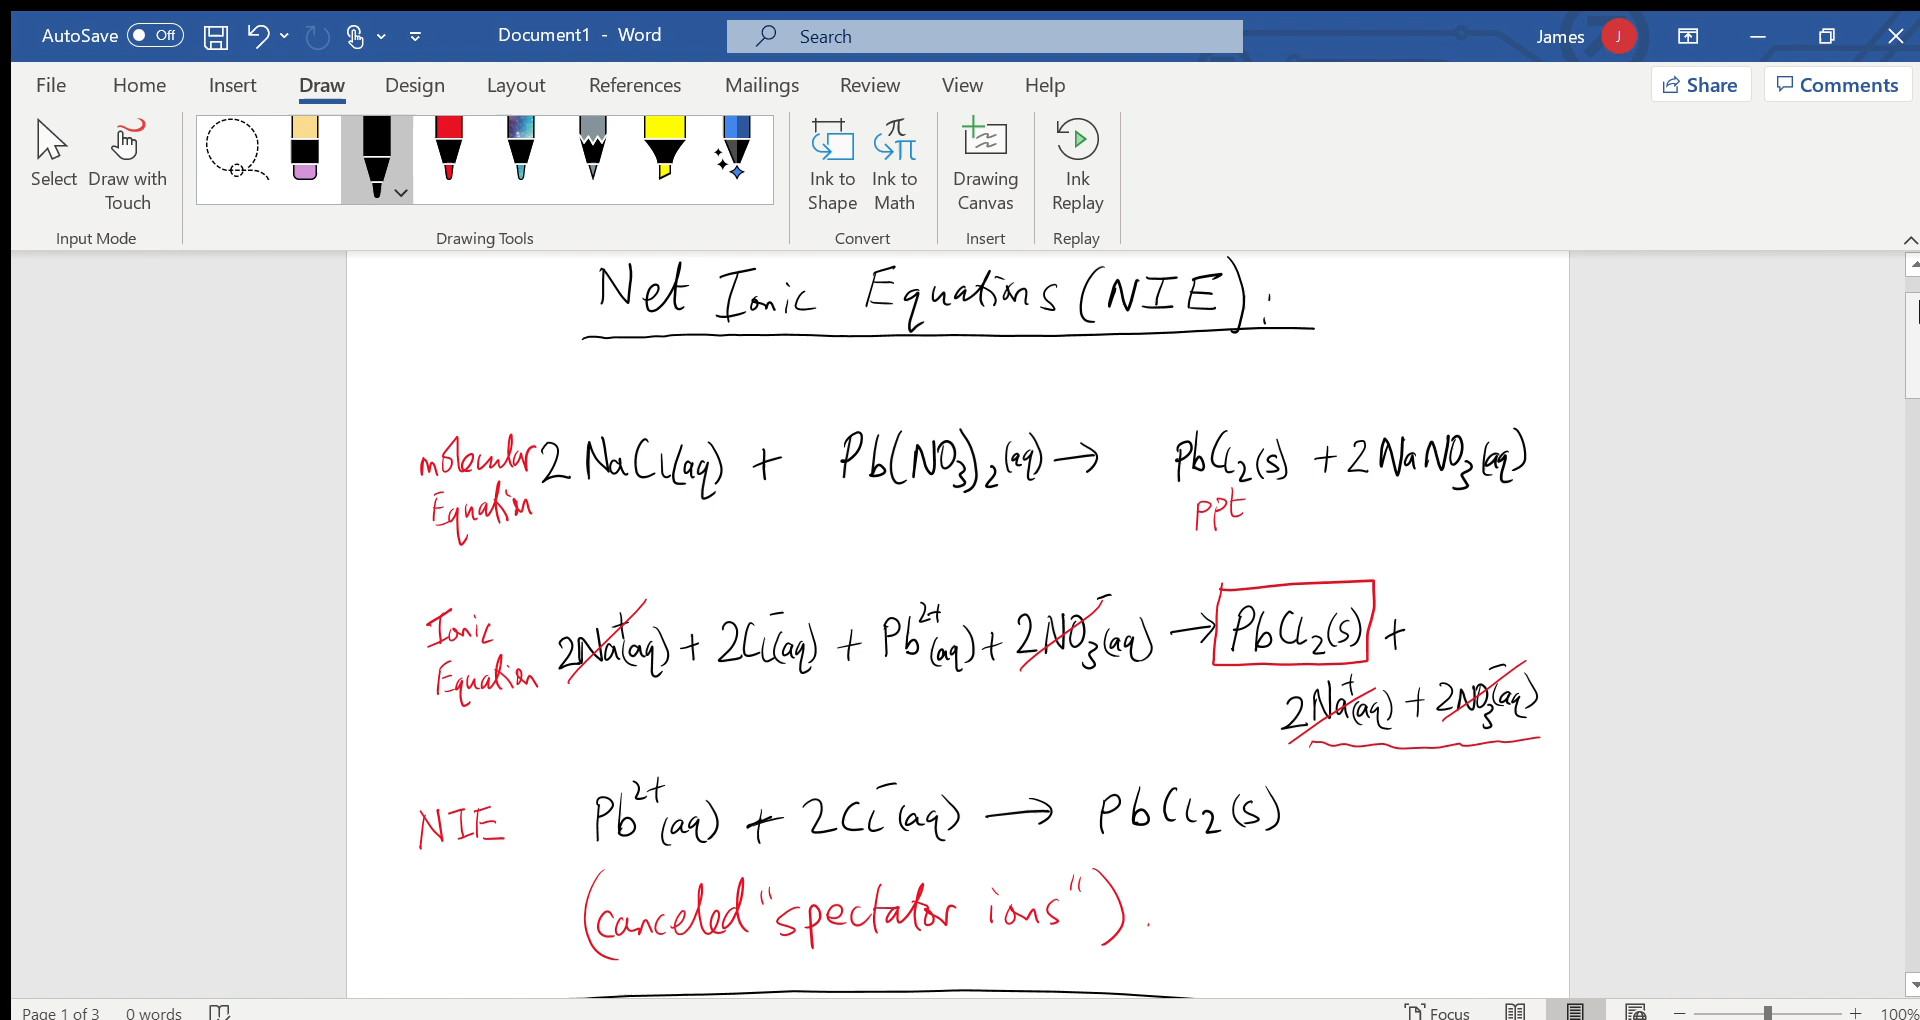 AutoSave Off Document1 - Word Search James J
File Home Insert Draw Design Layout References Mailings Review View Help Share Comments
Select Draw with Touch Ink to Shape Ink to Math Drawing Canvas Ink Replay
Input Mode Drawing Tools Convert Insert Replay
Net Ionic Equations (NIE):
molecular Equation 2 NaCl(aq) + Pb(NO₃)₂(aq) → PbCl₂(s) + 2 NaNO₃(aq)
ppt
Ionic Equation 2Na⁺(aq) + 2Cl⁻(aq) + Pb²⁺(aq) + 2NO₃⁻(aq) → PbCl₂(s) +
2Na⁺(aq) + 2NO₃⁻(aq)
NIE Pb²⁺(aq) + 2Cl⁻(aq) → PbCl₂(s)
(canceled "spectator ions").
Page 1 of 3 0 words Focus 100%